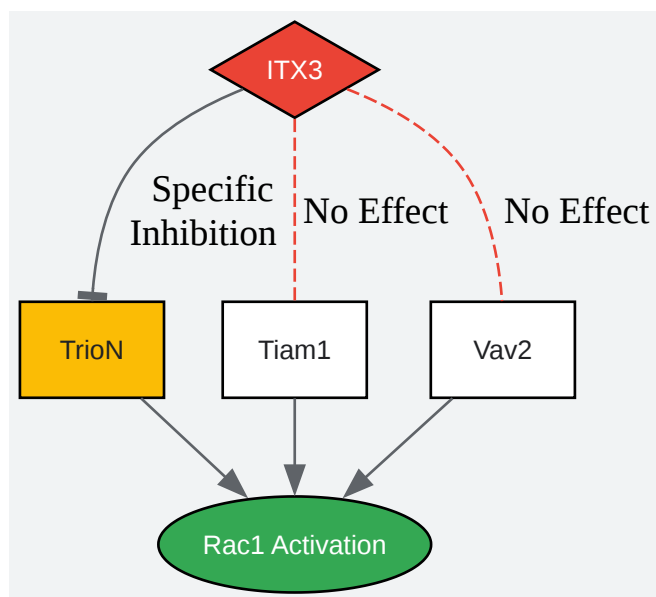 ITX3
Specific
Inhibition
No Effect
No Effect
TrioN
Tiam1
Vav2
Rac1 Activation